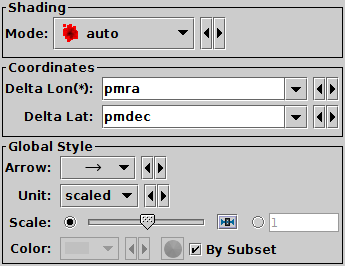 Shading
Mode: auto
Coordinates
Delta Lon(*): pmra
Delta Lat: pmdec
Global Style
Arrow:
Unit: scaled
Scale: 1
Color: By Subset